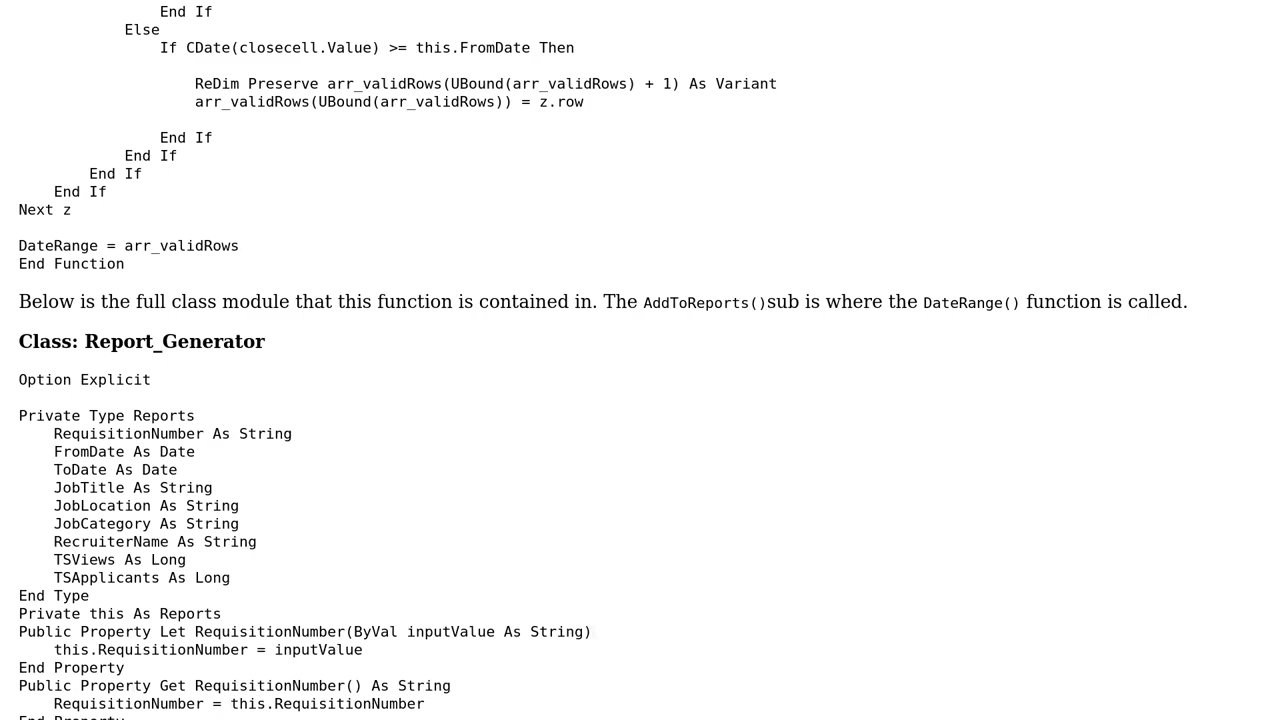 End If
            Else
                If CDate(closecell.Value) >= this.FromDate Then

                    ReDim Preserve arr_validRows(UBound(arr_validRows) + 1) As Variant
                    arr_validRows(UBound(arr_validRows)) = z.row

                End If
            End If
        End If
    End If
Next z

DateRange = arr_validRows
End Function

Below is the full class module that this function is contained in. The AddToReports()sub is where the DateRange() function is called.

Class: Report_Generator

Option Explicit

Private Type Reports
    RequisitionNumber As String
    FromDate As Date
    ToDate As Date
    JobTitle As String
    JobLocation As String
    JobCategory As String
    RecruiterName As String
    TSViews As Long
    TSApplicants As Long
End Type
Private this As Reports
Public Property Let RequisitionNumber(ByVal inputValue As String)
    this.RequisitionNumber = inputValue
End Property
Public Property Get RequisitionNumber() As String
    RequisitionNumber = this.RequisitionNumber
End Property